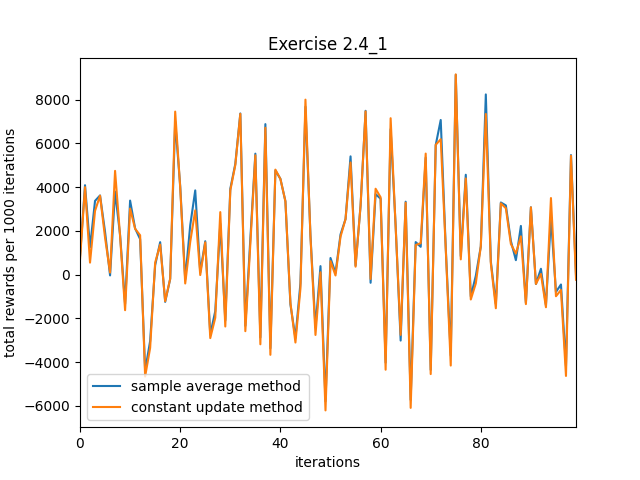 Exercise 2.4_1
total rewards per 1000 iterations
8000
6000
4000
2000
0
−2000
−4000
−6000
sample average method
constant update method
0 20 40 60 80
iterations